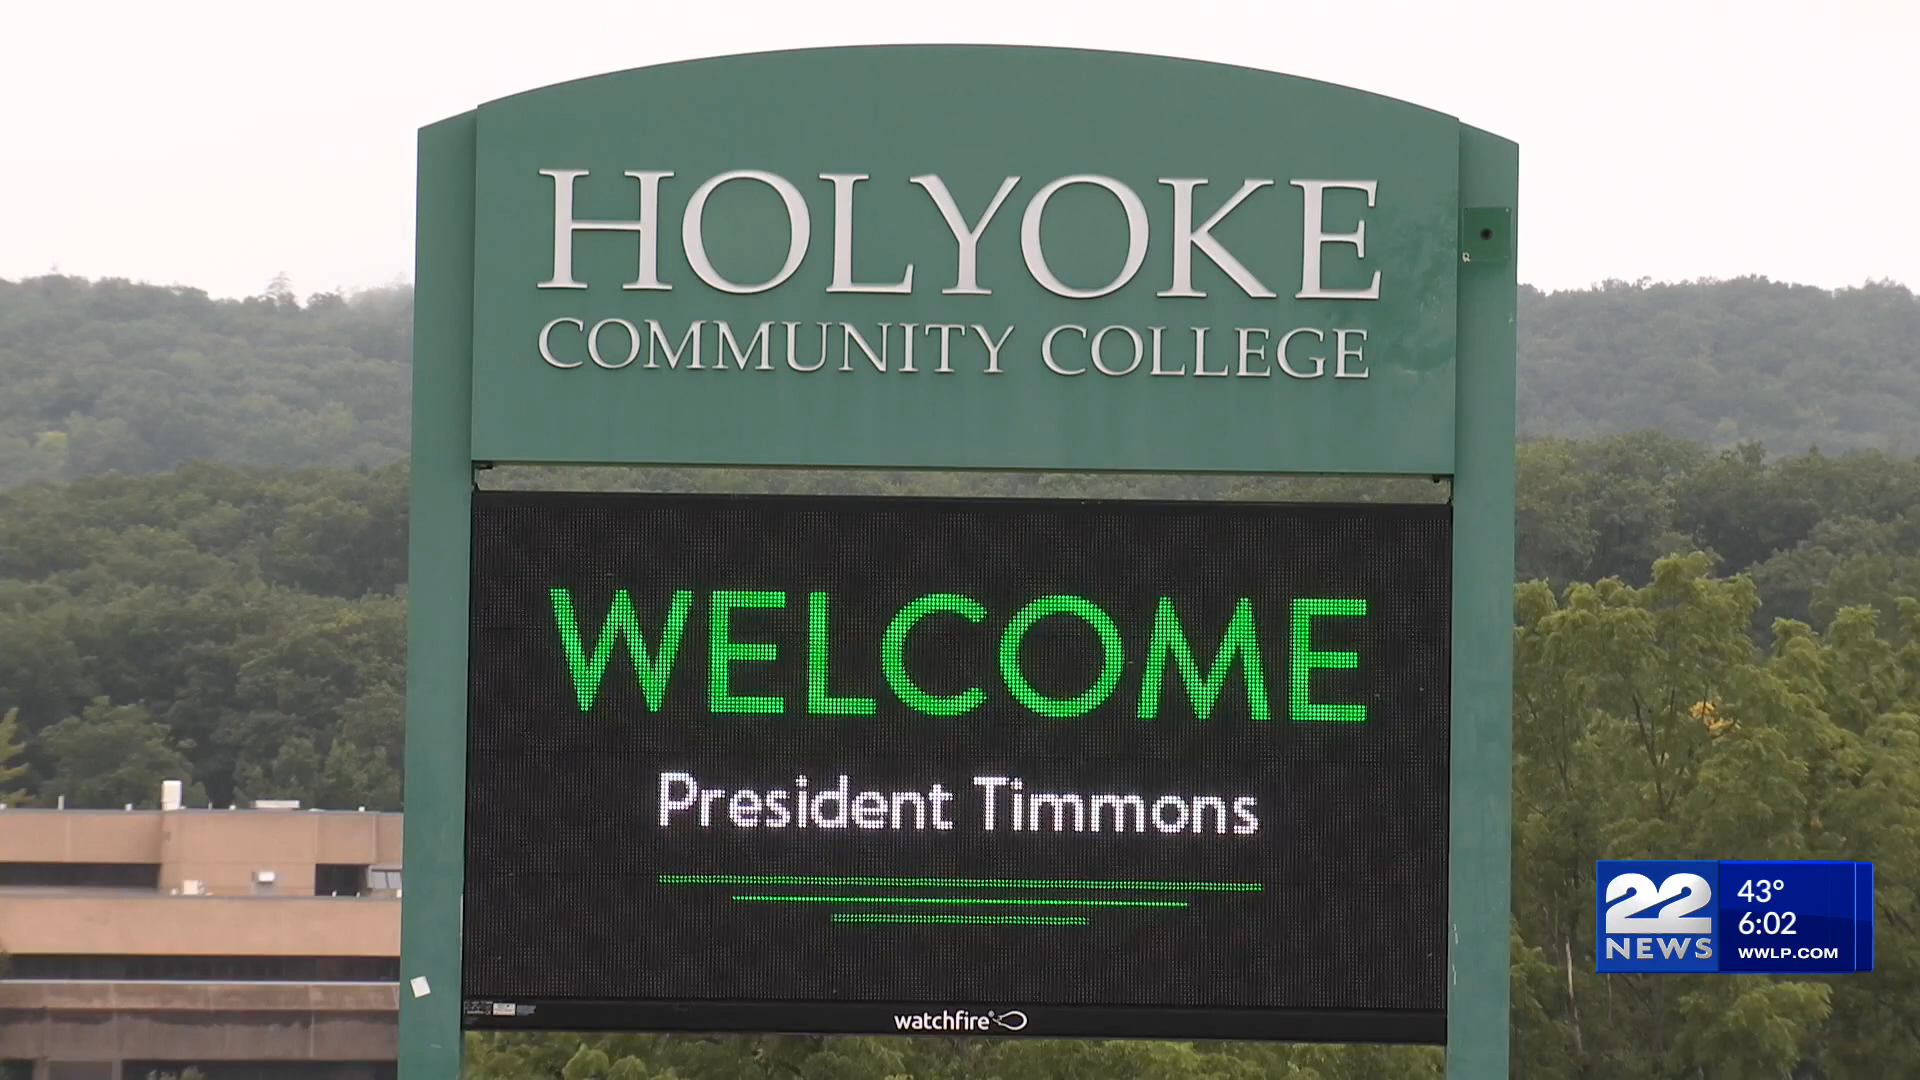 HOLYOKE
COMMUNITY COLLEGE
WELCOME
President Timmons
watchfire
22
NEWS
43°
6:02
WWLP.COM